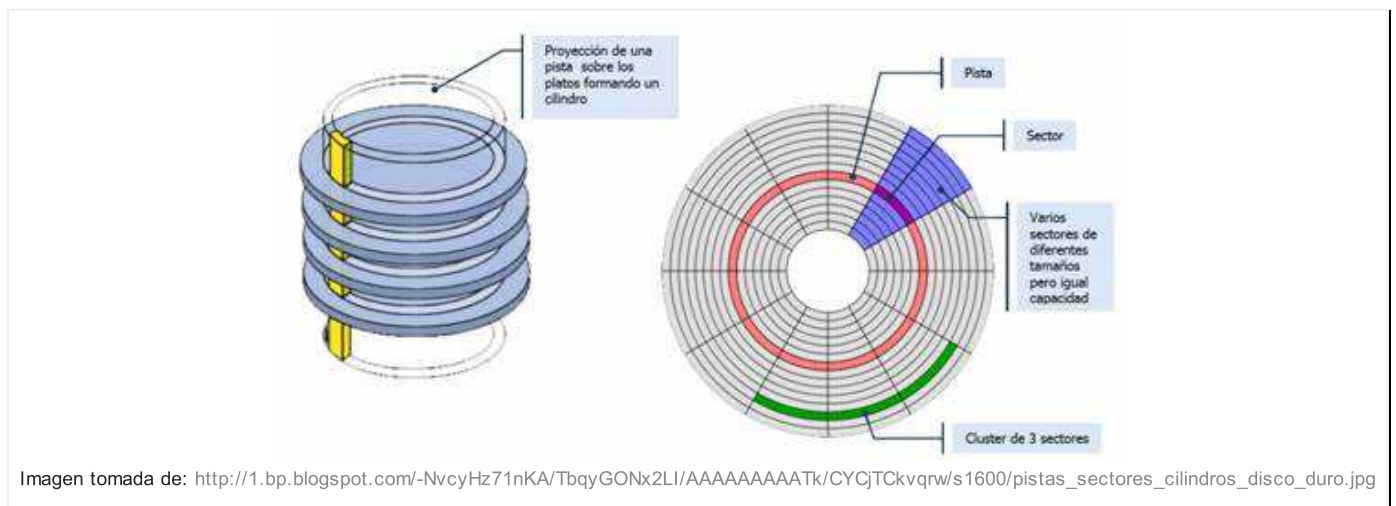 Proyección de una
pista sobre los
platos formando un
cilindro
Pista
Sector
Varios
sectores de
diferentes
tamaños
pero igual
capacidad
Cluster de 3 sectores
Imagen tomada de: http://1.bp.blogspot.com/-NvcyHz71nKA/TbqyGONx2LI/AAAAAAAAATk/CYCjTCkvqrw/s1600/pistas_sectores_cilindros_disco_duro.jpg